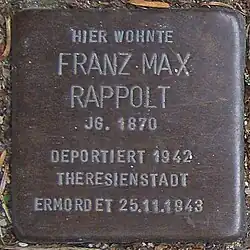 HIER WOHNTE
FRANZ MAX
RAPPOLT
JG. 1870
DEPORTIERT 1942
THERESIENSTADT
ERMORDET 25.11.1943